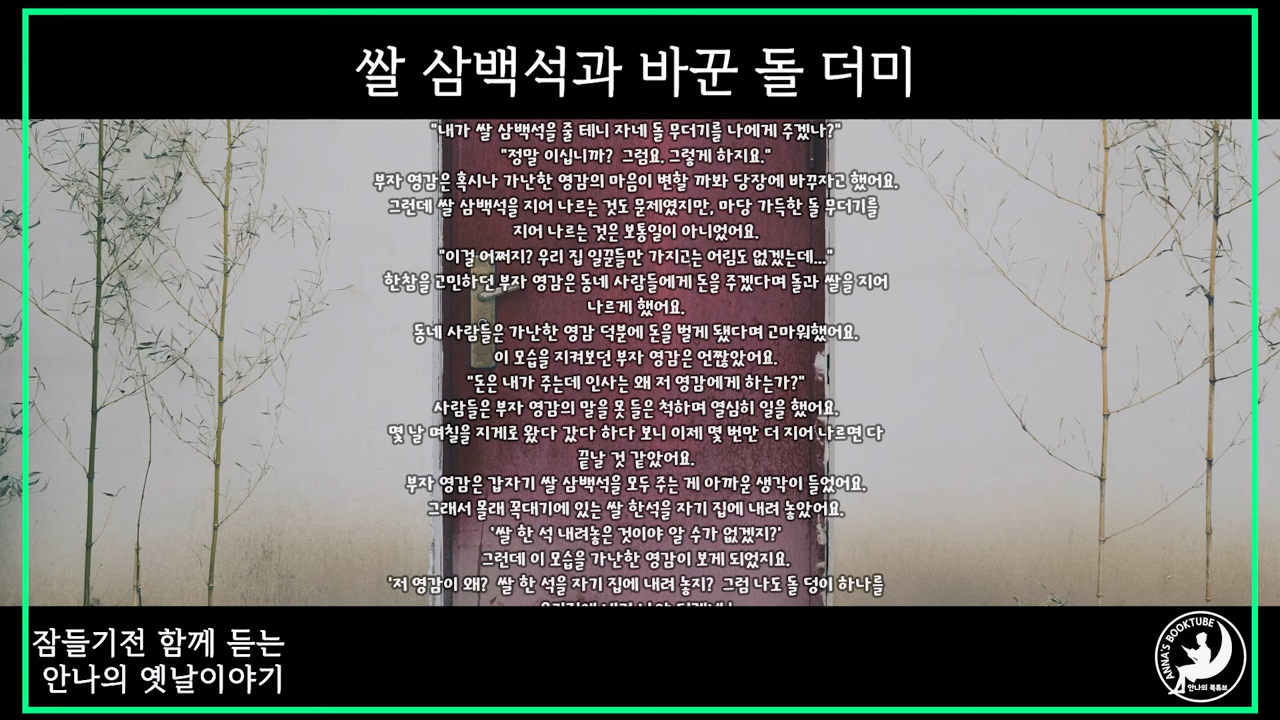 쌀 삼백석과 바꾼 돌 더미
"내가 쌀 삼백석을 줄 테니 자네 돌 무더기를 나에게 주겠나?"
"정말 이십니까? 그럼요. 그렇게 하지요."
부자 영감은 혹시나 가난한 영감의 마음이 변할 까봐 당장에 바꾸자고 했어요.
그런데 쌀 삼백석을 지어 나르는 것도 문제였지만, 마당 가득한 돌 무더기를
지어 나르는 것은 보통일이 아니었어요.
"이걸 어쩌지? 우리 집 일꾼들만 가지고는 어림도 없겠는데..."
한참을 고민하던 부자 영감은 동네 사람들에게 돈을 주겠다며 돌과 쌀을 지어
나르게 했어요.
동네 사람들은 가난한 영감 덕분에 돈을 벌게 됐다며 고마워했어요.
이 모습을 지켜보던 부자 영감은 언짢았어요.
"돈은 내가 주는데 인사는 왜 저 영감에게 하는가?"
사람들은 부자 영감의 말을 못 들은 척하며 열심히 일을 했어요.
몇 날 며칠을 지게로 왔다 갔다 하다 보니 이제 몇 번만 더 지어 나르면 다
끝날 것 같았어요.
부자 영감은 갑자기 쌀 삼백석을 모두 주는 게 아까운 생각이 들었어요.
그래서 몰래 꼭대기에 있는 쌀 한석을 자기 집에 내려 놓았어요.
'쌀 한 석 내려놓은 것이야 알 수가 없겠지?'
그런데 이 모습을 가난한 영감이 보게 되었지요.
'저 영감이 왜? 쌀 한 석을 자기 집에 내려 놓지? 그럼 나도 돌 덩이 하나를
잠들기전 함께 듣는
안나의 옛날이야기
ANNA'S BOOKTUBE
안나의 북튜브